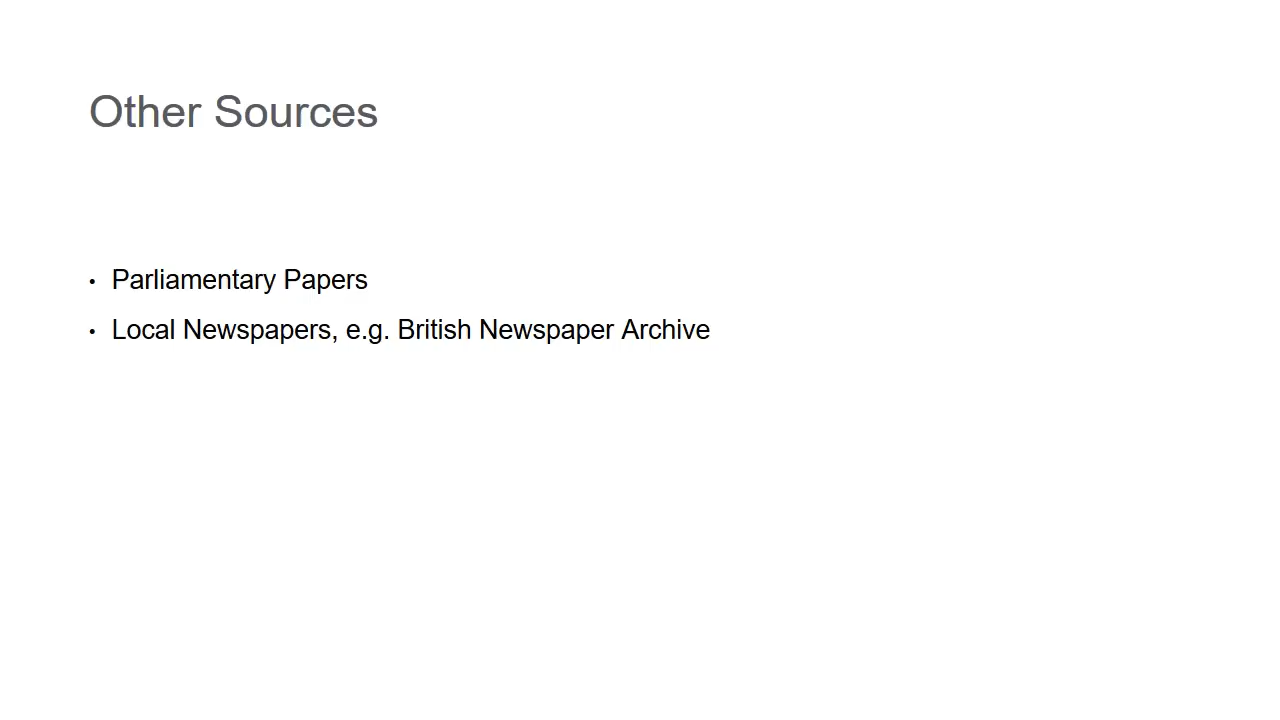 Other Sources
• Parliamentary Papers
• Local Newspapers, e.g. British Newspaper Archive